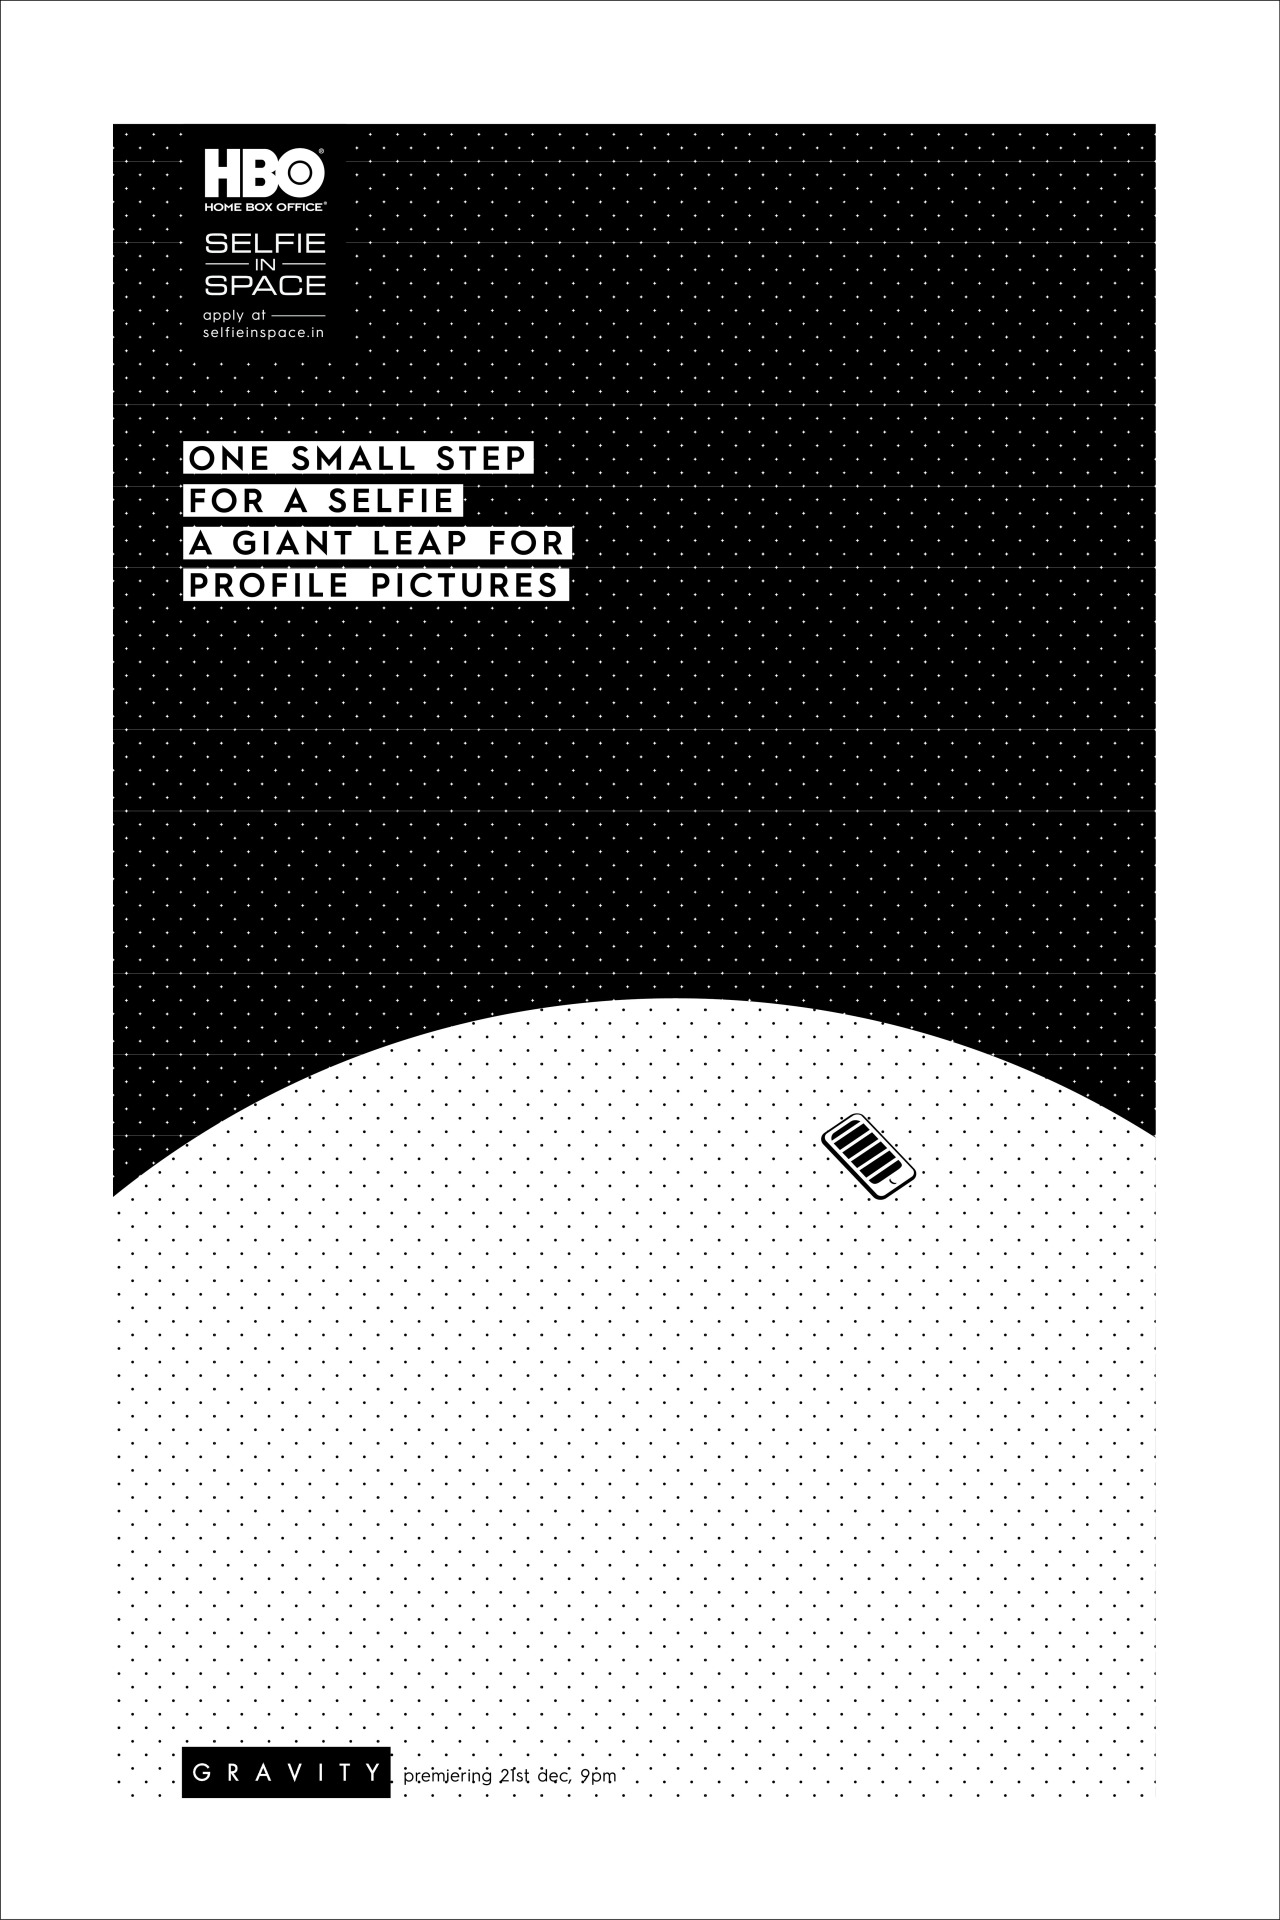 HBO®
HOME BOX OFFICE®
SELFIE
IN
SPACE
apply at
selfieinspace.in
ONE SMALL STEP
FOR A SELFIE
A GIANT LEAP FOR
PROFILE PICTURES
GRAVITY premiering 21st dec, 9pm